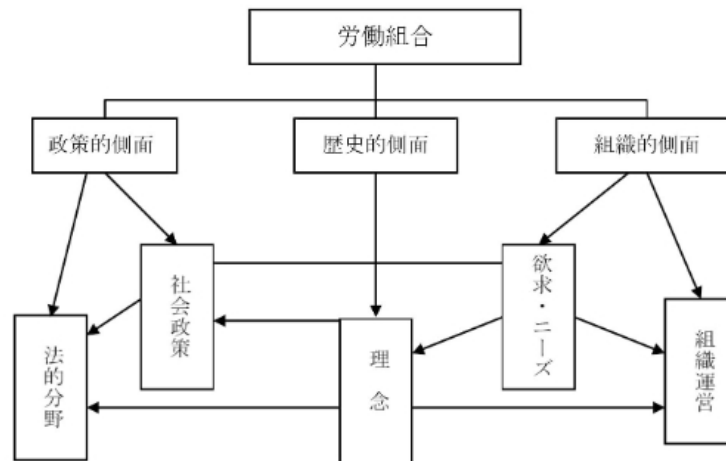 労働組合
政策的側面
歴史的側面
組織的側面
社会政策
欲求・ニーズ
法的分野
理念
組織運営